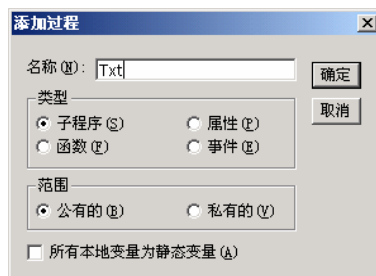 添加过程
名称(N): Txt
确定
类型
子程序(S) 属性(P)
函数(F) 事件(E)
取消
范围
公有的(B) 私有的(V)
所有本地变量为静态变量(A)